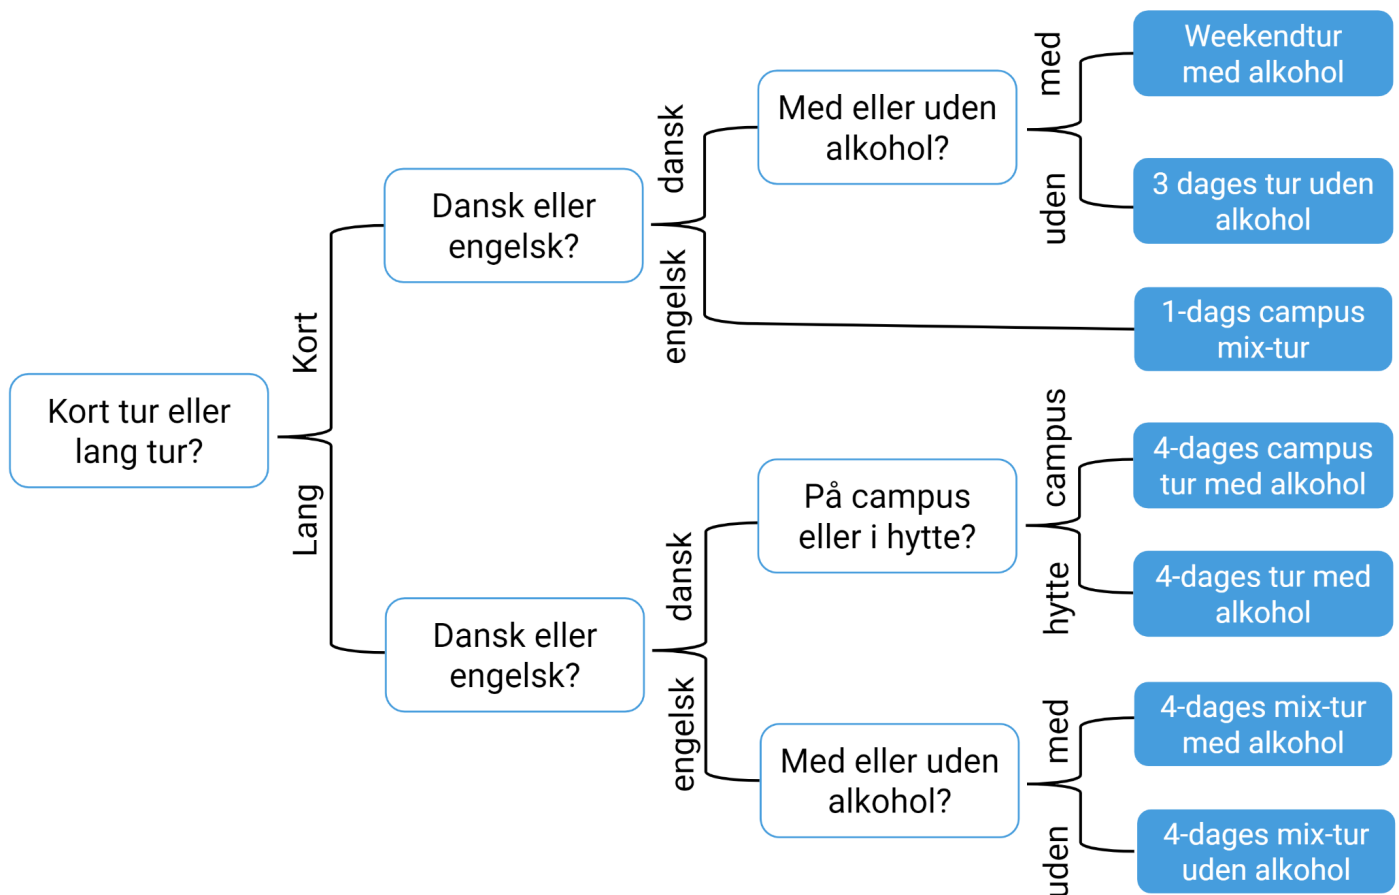 Kort tur eller
lang tur?
Kort
Lang
Dansk eller
engelsk?
dansk
engelsk
Med eller uden
alkohol?
med
uden
Weekendtur
med alkohol
3 dages tur uden
alkohol
1-dags campus
mix-tur
Dansk eller
engelsk?
dansk
engelsk
På campus
eller i hytte?
campus
hytte
4-dages campus
tur med alkohol
4-dages tur med
alkohol
Med eller uden
alkohol?
med
uden
4-dages mix-tur
med alkohol
4-dages mix-tur
uden alkohol